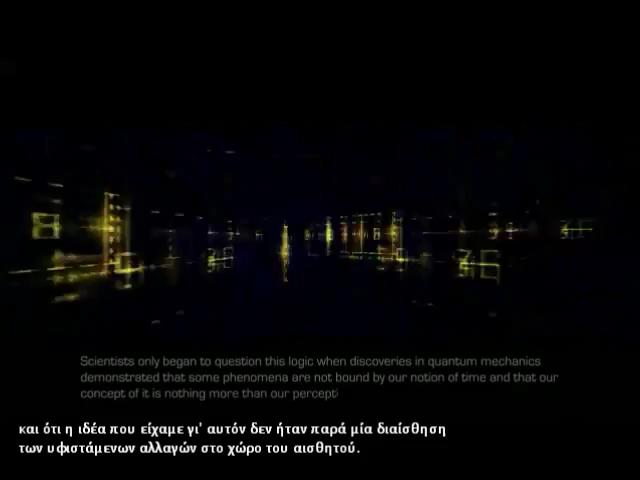 Scientists only began to question this logic when discoveries in quantum mechanics
demonstrated that some phenomena are not bound by our notion of time and that our
concept of it is nothing more than our percept
και ότι η ιδέα που είχαμε γι' αυτόν δεν ήταν παρά μία διαίσθηση
των υφιστάμενων αλλαγών στο χώρο του αισθητού.